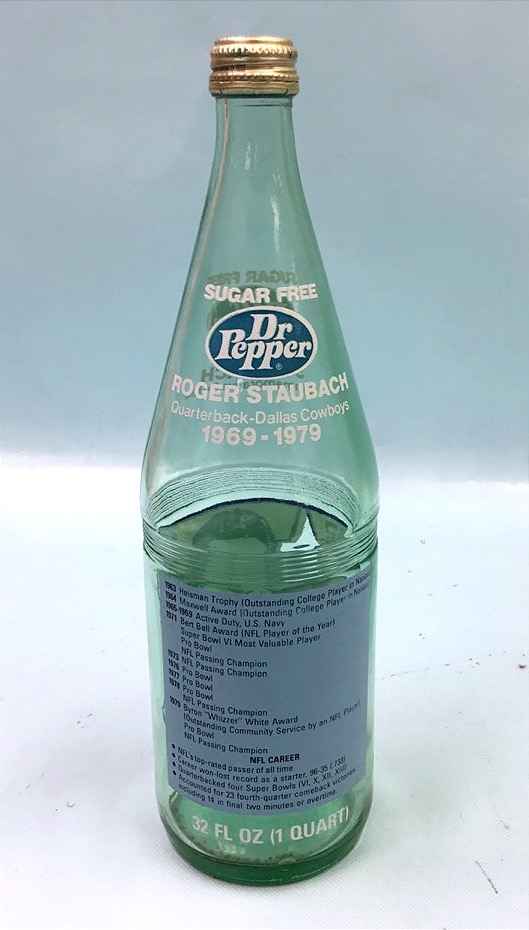 SUGAR FREE
Dr
Pepper
®
ROGER STAUBACH
Quarterback-Dallas Cowboys
1969-1979
1963 Heisman Trophy (Outstanding College Player in
1964 Maxwell Award (Outstanding College Player in
1965-1969 Active Duty, U.S. Navy
1971 Bert Bell Award (NFL Player of the Year)
Super Bowl VI Most Valuable Player
Pro Bowl
NFL Passing Champion
1973 NFL Passing Champion
1976 Pro Bowl
1977 Pro Bowl
1978 Pro Bowl
NFL Passing Champion
1979 Byron "Whizzer" White Award
(Outstanding Community Service by an NFL Player)
Pro Bowl
NFL Passing Champion
NFL CAREER
• NFL's top-rated passer of all time
• Career won-lost record as a starter, 96-35 (.733)
• Quarterbacked four Super Bowls (VI, X, XII, XIII)
• Accounted for 23 fourth-quarter comeback victories,
including 14 in final two minutes or overtime.
32 FL OZ (1 QUART)